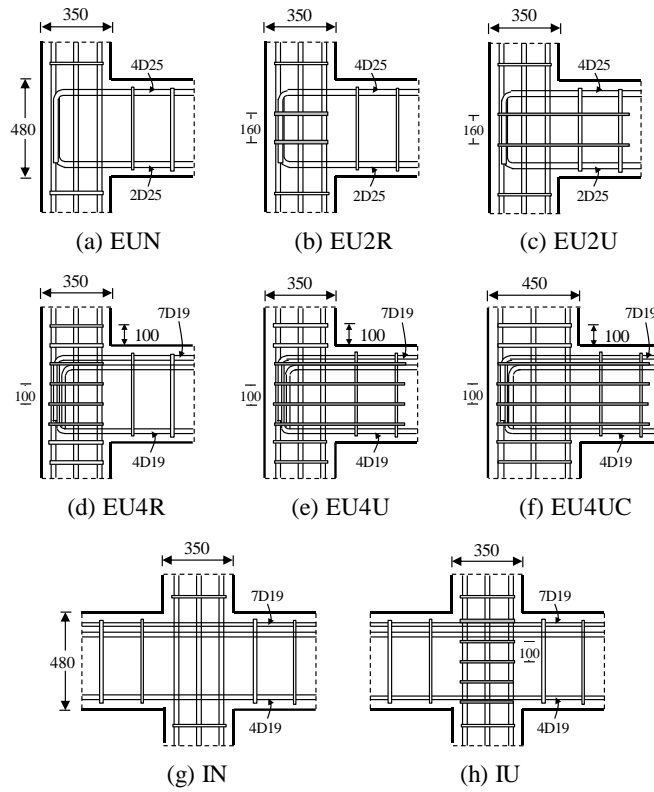 350
350
350
4D25
4D25
4D25
480
160
160
2D25
2D25
2D25
(a) EUN
(b) EU2R
(c) EU2U
350
350
450
7D19
7D19
7D19
100
100
100
100
100
100
4D19
4D19
4D19
(d) EU4R
(e) EU4U
(f) EU4UC
350
350
7D19
7D19
480
100
4D19
4D19
(g) IN
(h) IU